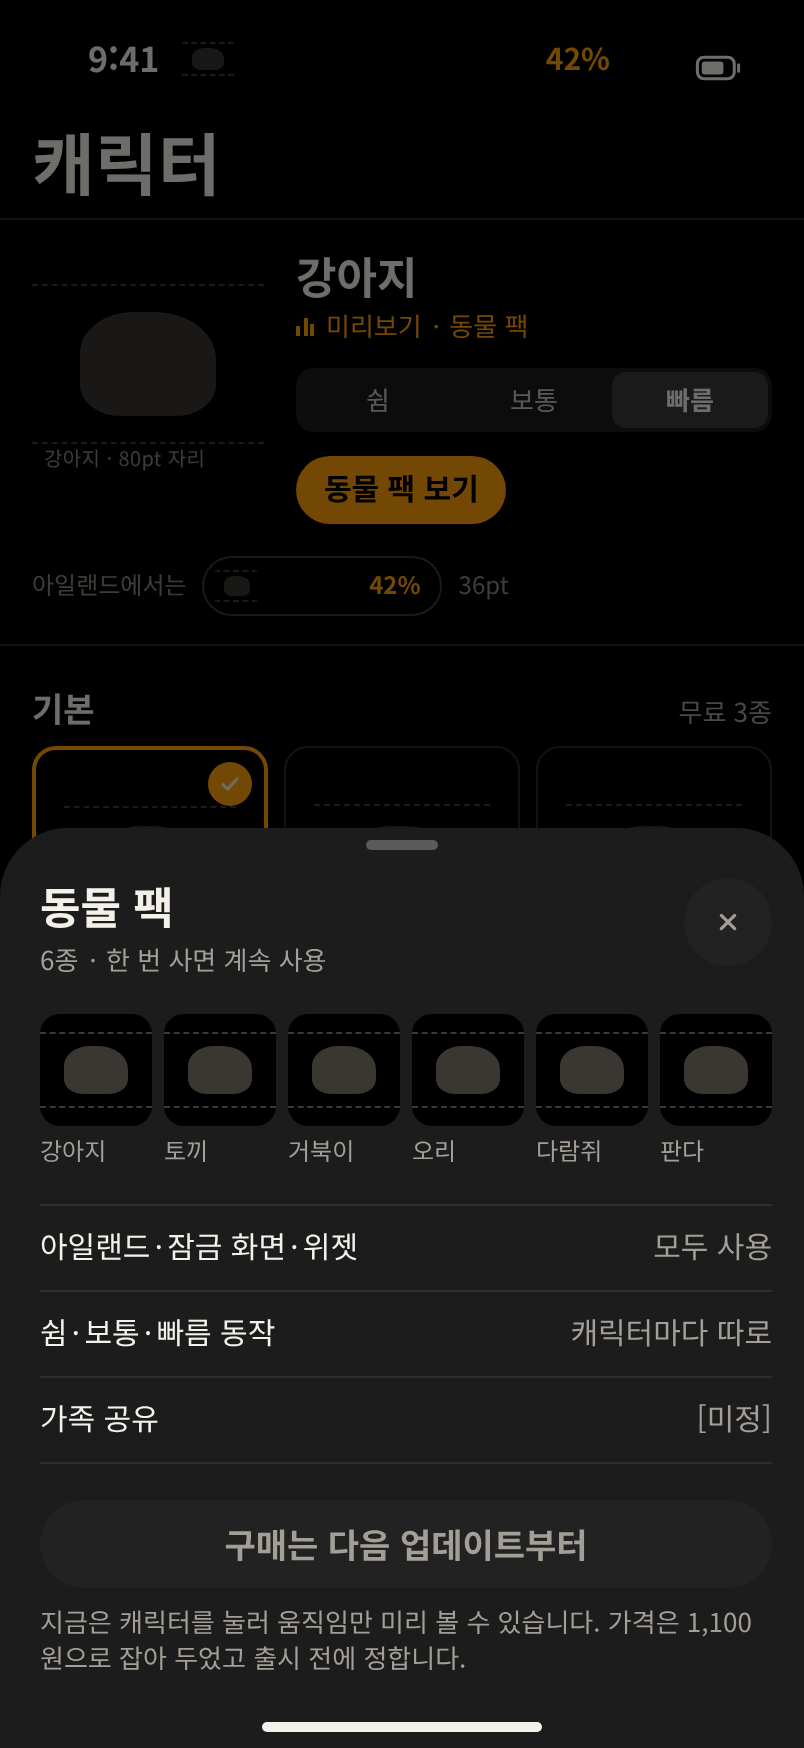 9:41
42%
캐릭터
강아지
미리보기 · 동물 팩
쉼
보통
빠름
강아지 · 80pt 자리
동물 팩 보기
아일랜드에서는
42%
36pt
기본
무료 3종
동물 팩
6종 · 한 번 사면 계속 사용
강아지
토끼
거북이
오리
다람쥐
판다
아일랜드·잠금 화면·위젯
모두 사용
쉼·보통·빠름 동작
캐릭터마다 따로
가족 공유
[미정]
구매는 다음 업데이트부터
지금은 캐릭터를 눌러 움직임만 미리 볼 수 있습니다. 가격은 1,100
원으로 잡아 두었고 출시 전에 정합니다.